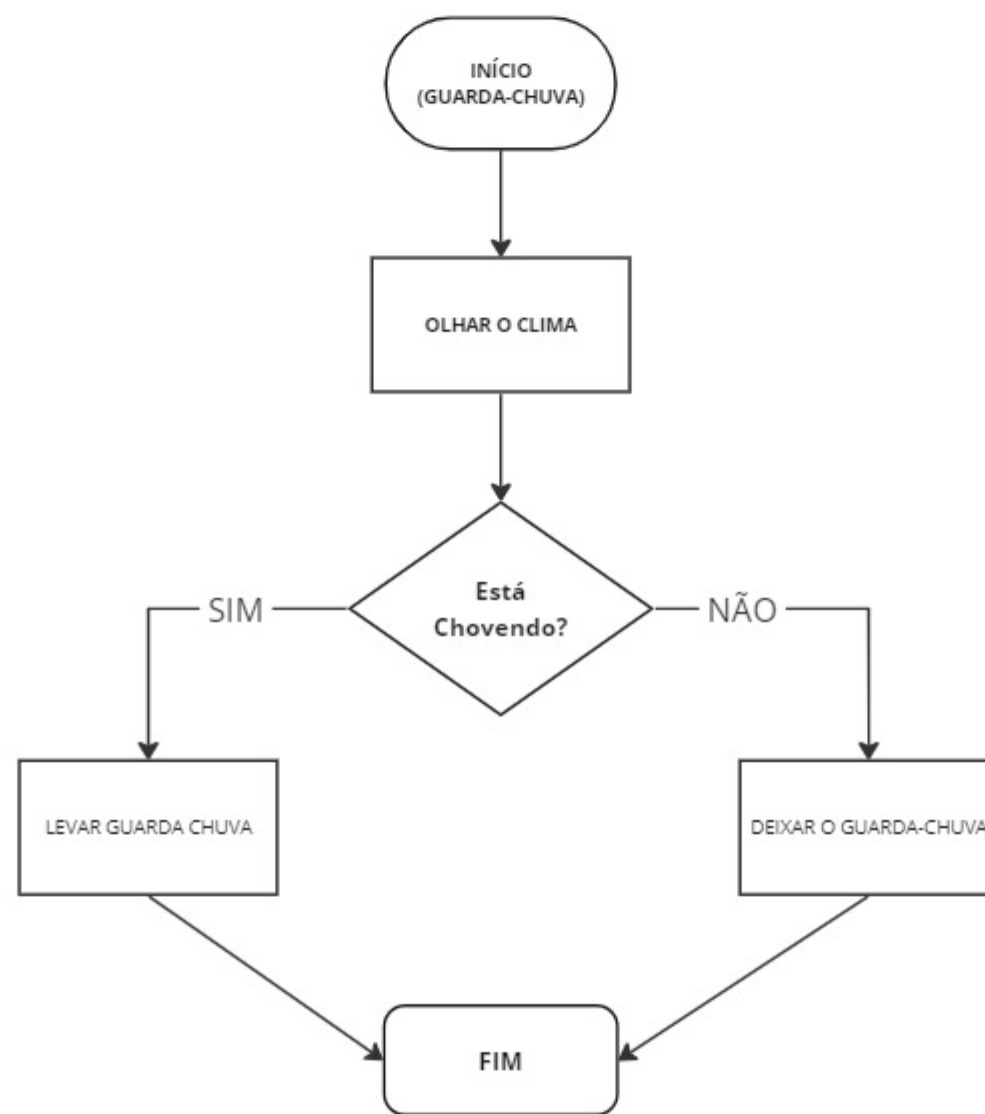 INÍCIO
(GUARDA-CHUVA)
OLHAR O CLIMA
Está
Chovendo?
SIM
NÃO
LEVAR GUARDA CHUVA
DEIXAR O GUARDA-CHUVA
FIM